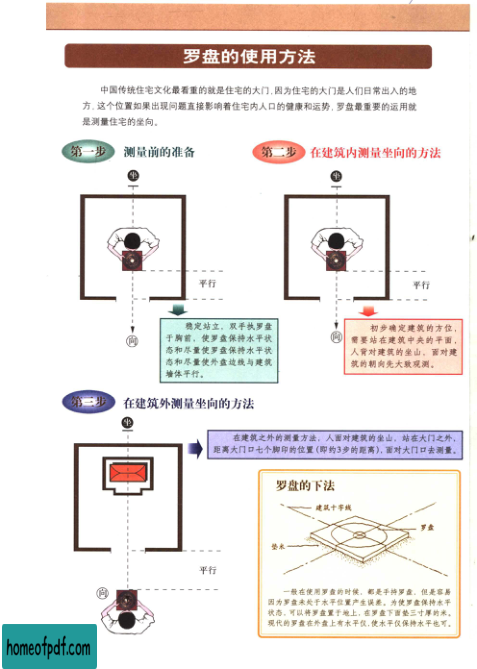 罗盘的使用方法
中国传统住宅文化最看重的就是住宅的大门,因为住宅的大门是人们日常出入的地
方,这个位置如果出现问题直接影响着住宅内人口的健康和运势,罗盘最重要的运用就
是测量住宅的坐向。
第一步 测量前的准备
第二步 在建筑内测量坐向的方法
坐
坐
平行
平行
向
向
稳定站立,双手执罗盘
于胸前,使罗盘保持水平状
态和尽量使罗盘保持水平状
态和尽量使外盘边线与建筑
墙体平行。
初步确定建筑的方位,
需要站在建筑中央的平面,
人背对建筑的坐山,面对建
筑的朝向先大致观测。
第三步 在建筑外测量坐向的方法
坐
在建筑之外的测量方法,人面对建筑的坐山,站在大门之外,
距离大门口七个脚印的位置(即约3步的距离),面对大门口去测量。
平行
向
罗盘的下法
建筑十字线
罗盘
垫米
一般在使用罗盘的时候,都是手持罗盘,但是容易
因为罗盘未处于水平位置产生误差。为使罗盘保持水平
状态,可以将罗盘置于地上,在罗盘下面垫三寸厚的米。
现代的罗盘在外盘上有水平仪,使水平仪保持水平也可。
homeofpdf.com